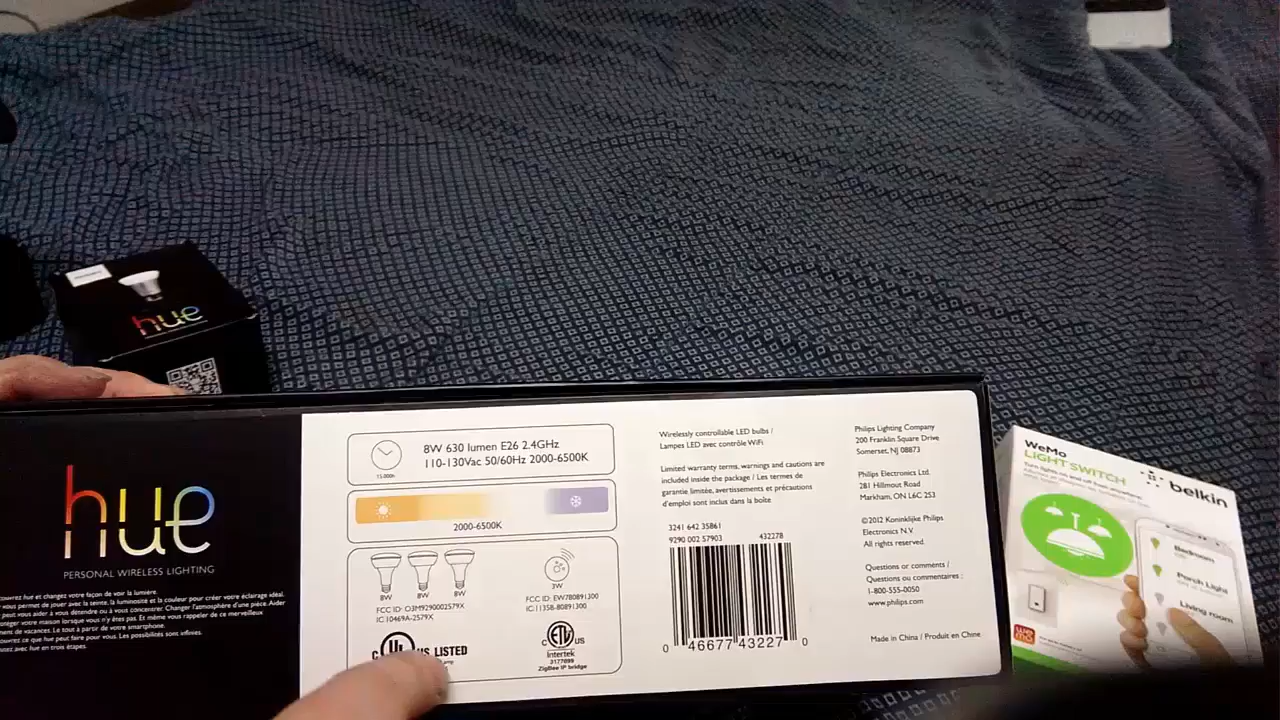 hue
hue
PERSONAL WIRELESS LIGHTING
8W 630 lumen E26 2.4GHz
110-130Vac 50/60Hz 2000-6500K
15.000h
2000-6500K
8W 8W 8W
3W
FCC ID: O3M9290002579X
IC:10469A-2579X
FCC ID: EW780891300
IC:11358-80891300
C UL US LISTED
C ETL US
Intertek
3177099
ZigBee IP bridge
Wirelessly controllable LED bulbs /
Lampes LED avec contrôle WiFi
Limited warranty terms, warnings and cautions are
included inside the package / Les termes de
garantie limitée, avertissements et précautions
d'emploi sont inclus dans la boîte
3241 642 35861
9290 002 57903 432278
0 46677 43227 0
Philips Lighting Company
200 Franklin Square Drive
Somerset, NJ 08873
Philips Electronics Ltd.
281 Hillmout Road
Markham, ON L6C 2S3
©2012 Koninklijke Philips
Electronics N.V.
All rights reserved.
Questions or comments /
Questions ou commentaires :
1-800-555-0050
www.philips.com
Made in China / Produit en Chine
WeMo
LIGHT SWITCH
belkin
Bedroom
Porch Light
Living room